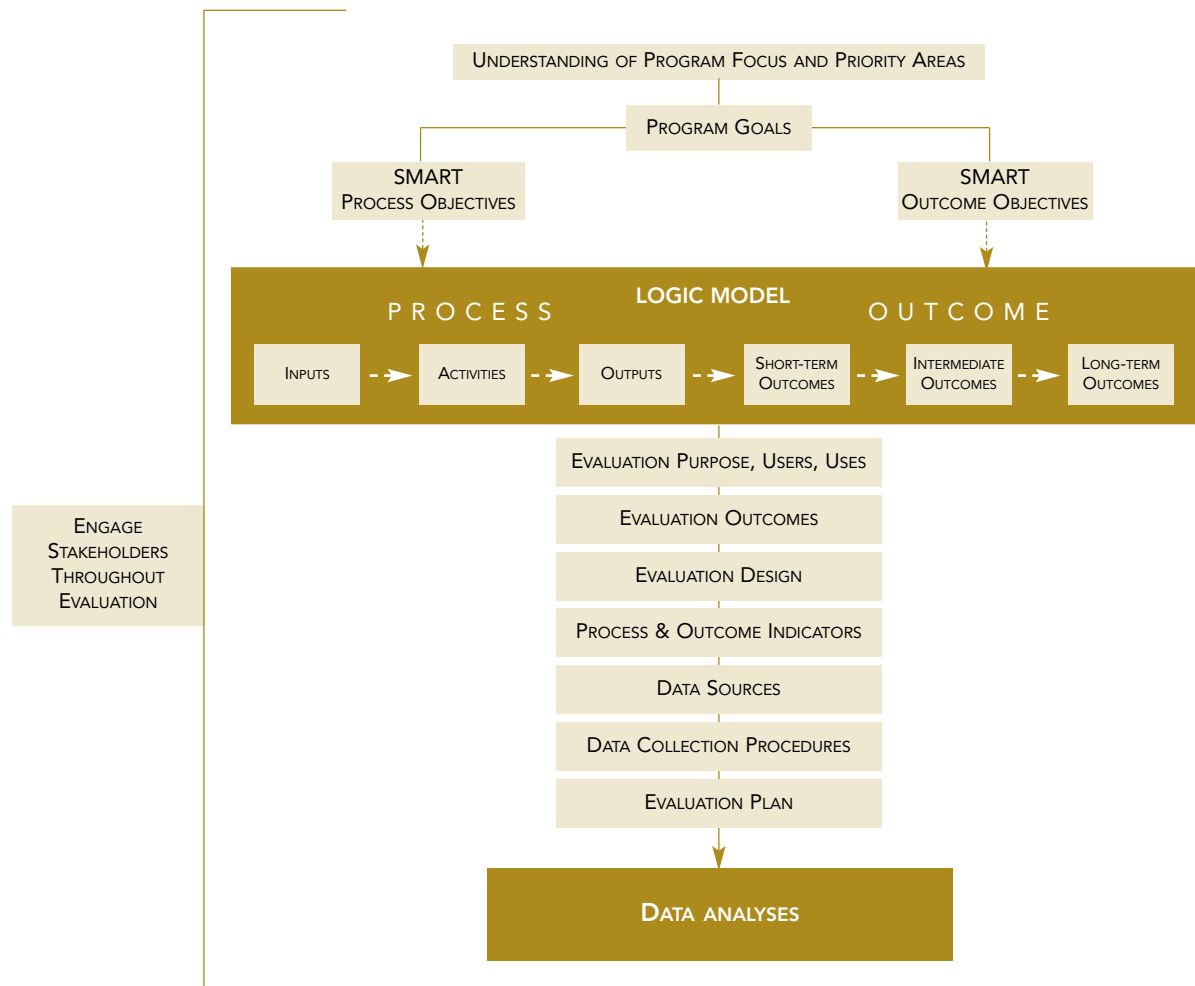 Understanding of Program Focus and Priority Areas
Program Goals
SMART
Process Objectives
SMART
Outcome Objectives
LOGIC MODEL
PROCESS
OUTCOME
Inputs
Activities
Outputs
Short-term
Outcomes
Intermediate
Outcomes
Long-term
Outcomes
Evaluation Purpose, Users, Uses
Evaluation Outcomes
Evaluation Design
Process & Outcome Indicators
Data Sources
Data Collection Procedures
Evaluation Plan
Data analyses
Engage
Stakeholders
Throughout
Evaluation